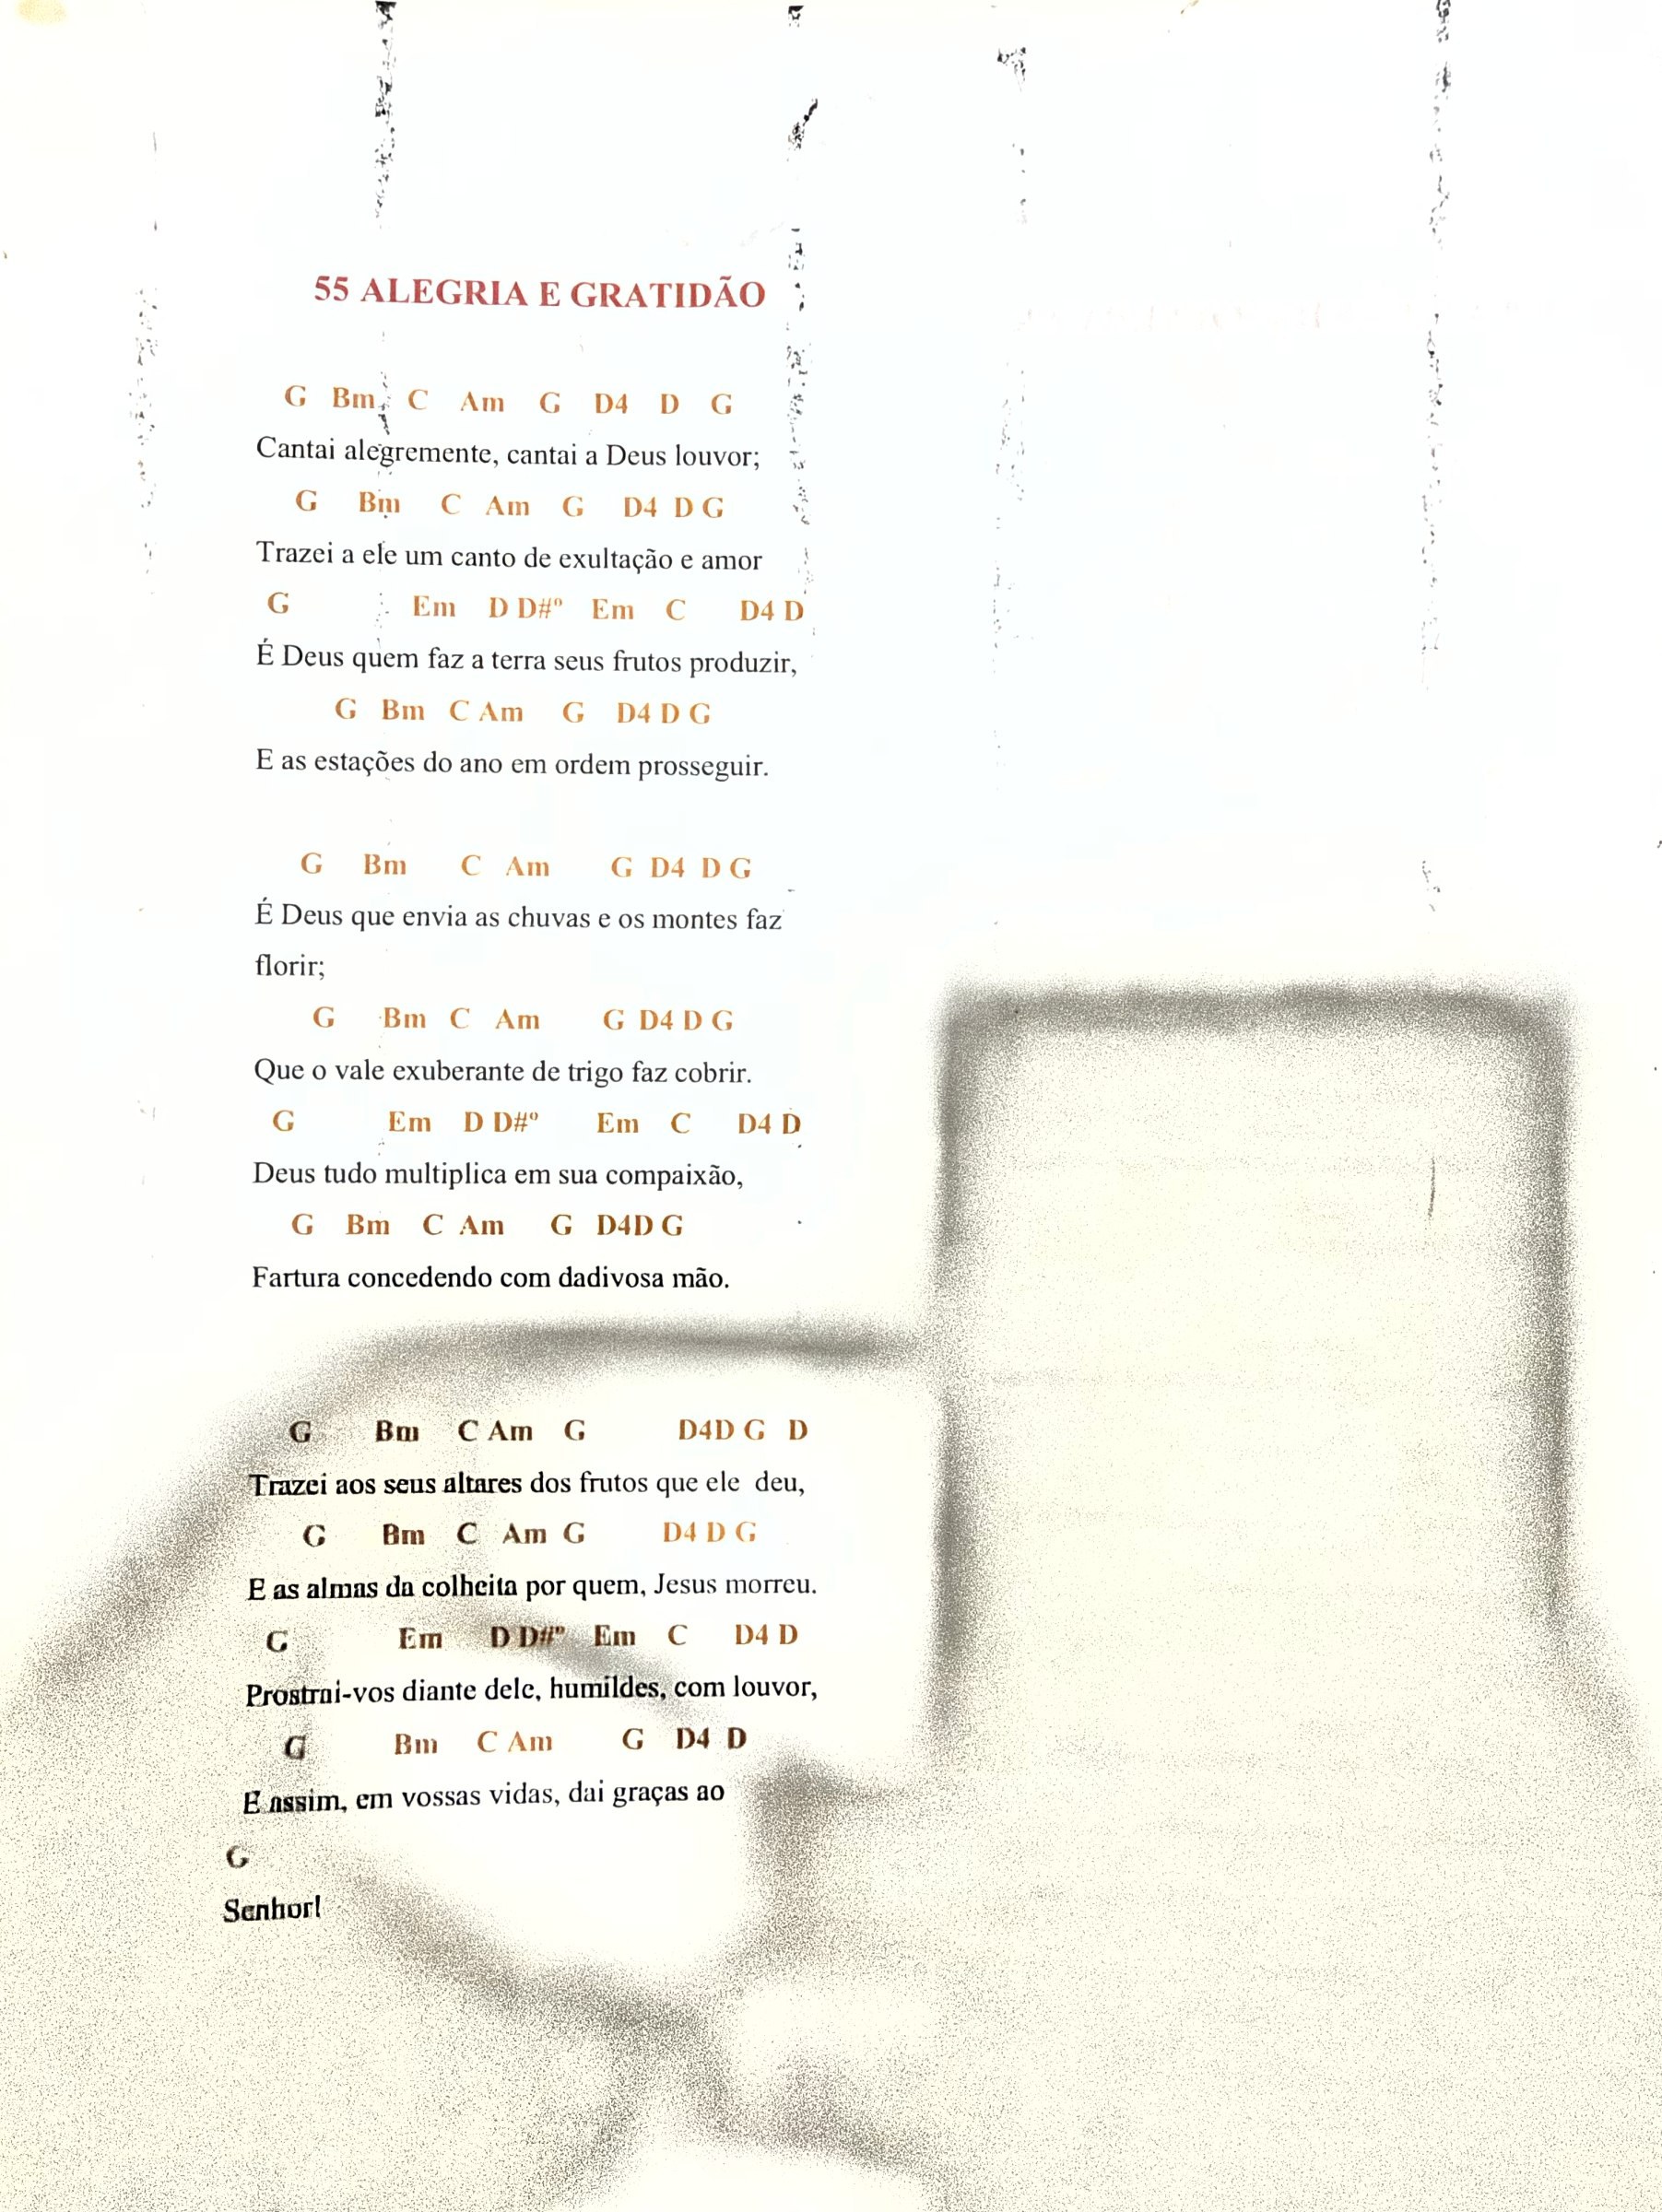 55 ALEGRIA E GRATIDÃO
G Bm C Am G D4 D G
Cantai alegremente, cantai a Deus louvor;
G Bm C Am G D4 D G
Trazei a ele um canto de exultação e amor
G Em D D#º Em C D4 D
É Deus quem faz a terra seus frutos produzir,
G Bm C Am G D4 D G
E as estações do ano em ordem prosseguir.
G Bm C Am G D4 D G
É Deus que envia as chuvas e os montes faz
florir;
G Bm C Am G D4 D G
Que o vale exuberante de trigo faz cobrir.
G Em D D#º Em C D4 D
Deus tudo multiplica em sua compaixão,
G Bm C Am G D4D G
Fartura concedendo com dadivosa mão.
G Bm C Am G D4D G D
Trazei aos seus altares dos frutos que ele deu,
G Bm C Am G D4 D G
E as almas da colheita por quem, Jesus morreu.
G Em D D#º Em C D4 D
Prostrai-vos diante dele, humildes, com louvor,
G Bm C Am G D4 D
E assim, em vossas vidas, dai graças ao
G
Senhor!